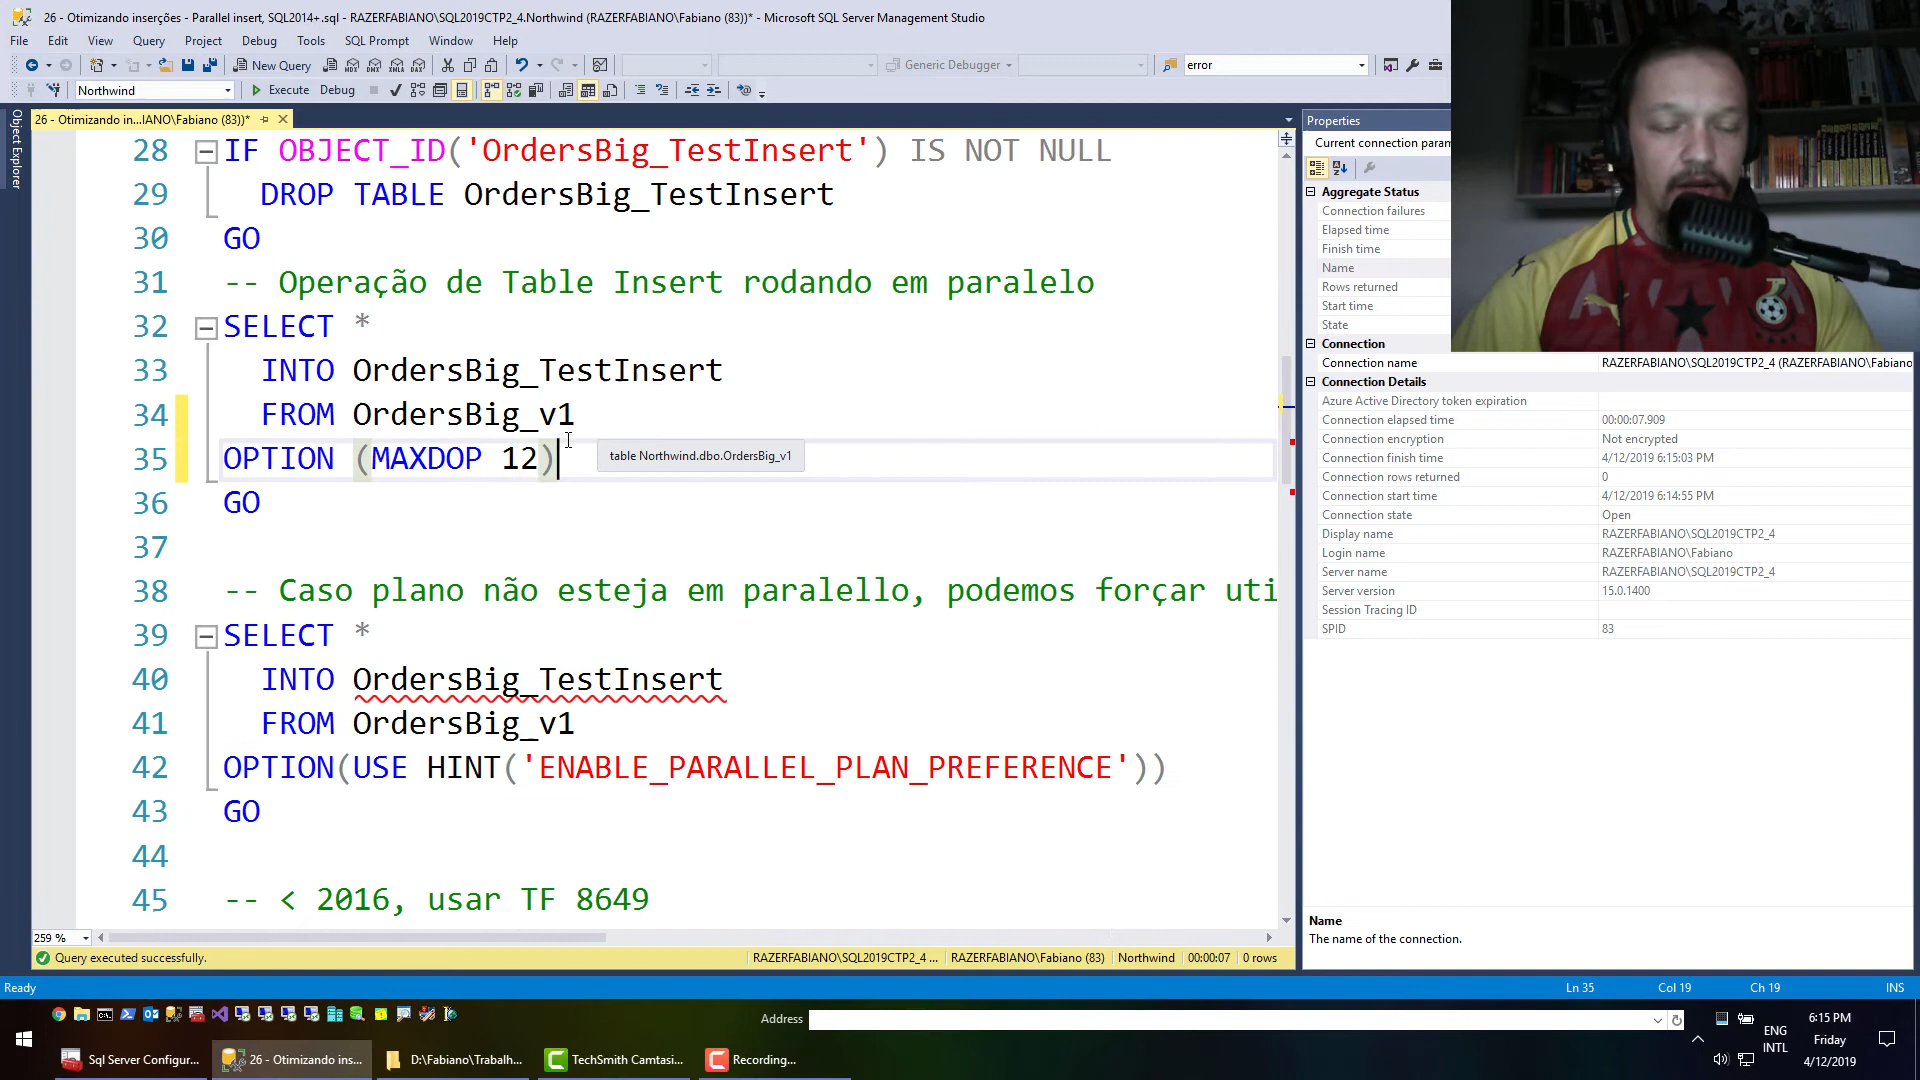 26 - Otimizando inserções - Parallel insert, SQL2014+.sql - RAZERFABIANO\SQL2019CTP2_4.Northwind (RAZERFABIANO\Fabiano (83))* - Microsoft SQL Server Management Studio
File Edit View Query Project Debug Tools SQL Prompt Window Help
New Query Generic Debugger error
Northwind Execute Debug
Object Explorer
26 - Otimizando in...IANO\Fabiano (83))*
28 IF OBJECT_ID('OrdersBig_TestInsert') IS NOT NULL
29 DROP TABLE OrdersBig_TestInsert
30 GO
31 -- Operação de Table Insert rodando em paralelo
32 SELECT *
33 INTO OrdersBig_TestInsert
34 FROM OrdersBig_v1
35 OPTION (MAXDOP 12)
table Northwind.dbo.OrdersBig_v1
36 GO
37
38 -- Caso plano não esteja em paralello, podemos forçar uti
39 SELECT *
40 INTO OrdersBig_TestInsert
41 FROM OrdersBig_v1
42 OPTION(USE HINT('ENABLE_PARALLEL_PLAN_PREFERENCE'))
43 GO
44
45 -- < 2016, usar TF 8649
259 %
Query executed successfully. RAZERFABIANO\SQL2019CTP2_4 ... RAZERFABIANO\Fabiano (83) Northwind 00:00:07 0 rows
Properties
Current connection param
Aggregate Status
Connection failures
Elapsed time
Finish time
Name
Rows returned
Start time
State
Connection
Connection name RAZERFABIANO\SQL2019CTP2_4 (RAZERFABIANO\Fabiano
Connection Details
Azure Active Directory token expiration
Connection elapsed time 00:00:07.909
Connection encryption Not encrypted
Connection finish time 4/12/2019 6:15:03 PM
Connection rows returned 0
Connection start time 4/12/2019 6:14:55 PM
Connection state Open
Display name RAZERFABIANO\SQL2019CTP2_4
Login name RAZERFABIANO\Fabiano
Server name RAZERFABIANO\SQL2019CTP2_4
Server version 15.0.1400
Session Tracing ID
SPID 83
Name
The name of the connection.
Ready Ln 35 Col 19 Ch 19 INS
Address
Sql Server Configur... 26 - Otimizando ins... D:\Fabiano\Trabalh... TechSmith Camtasi... Recording...
ENG
INTL
6:15 PM
Friday
4/12/2019